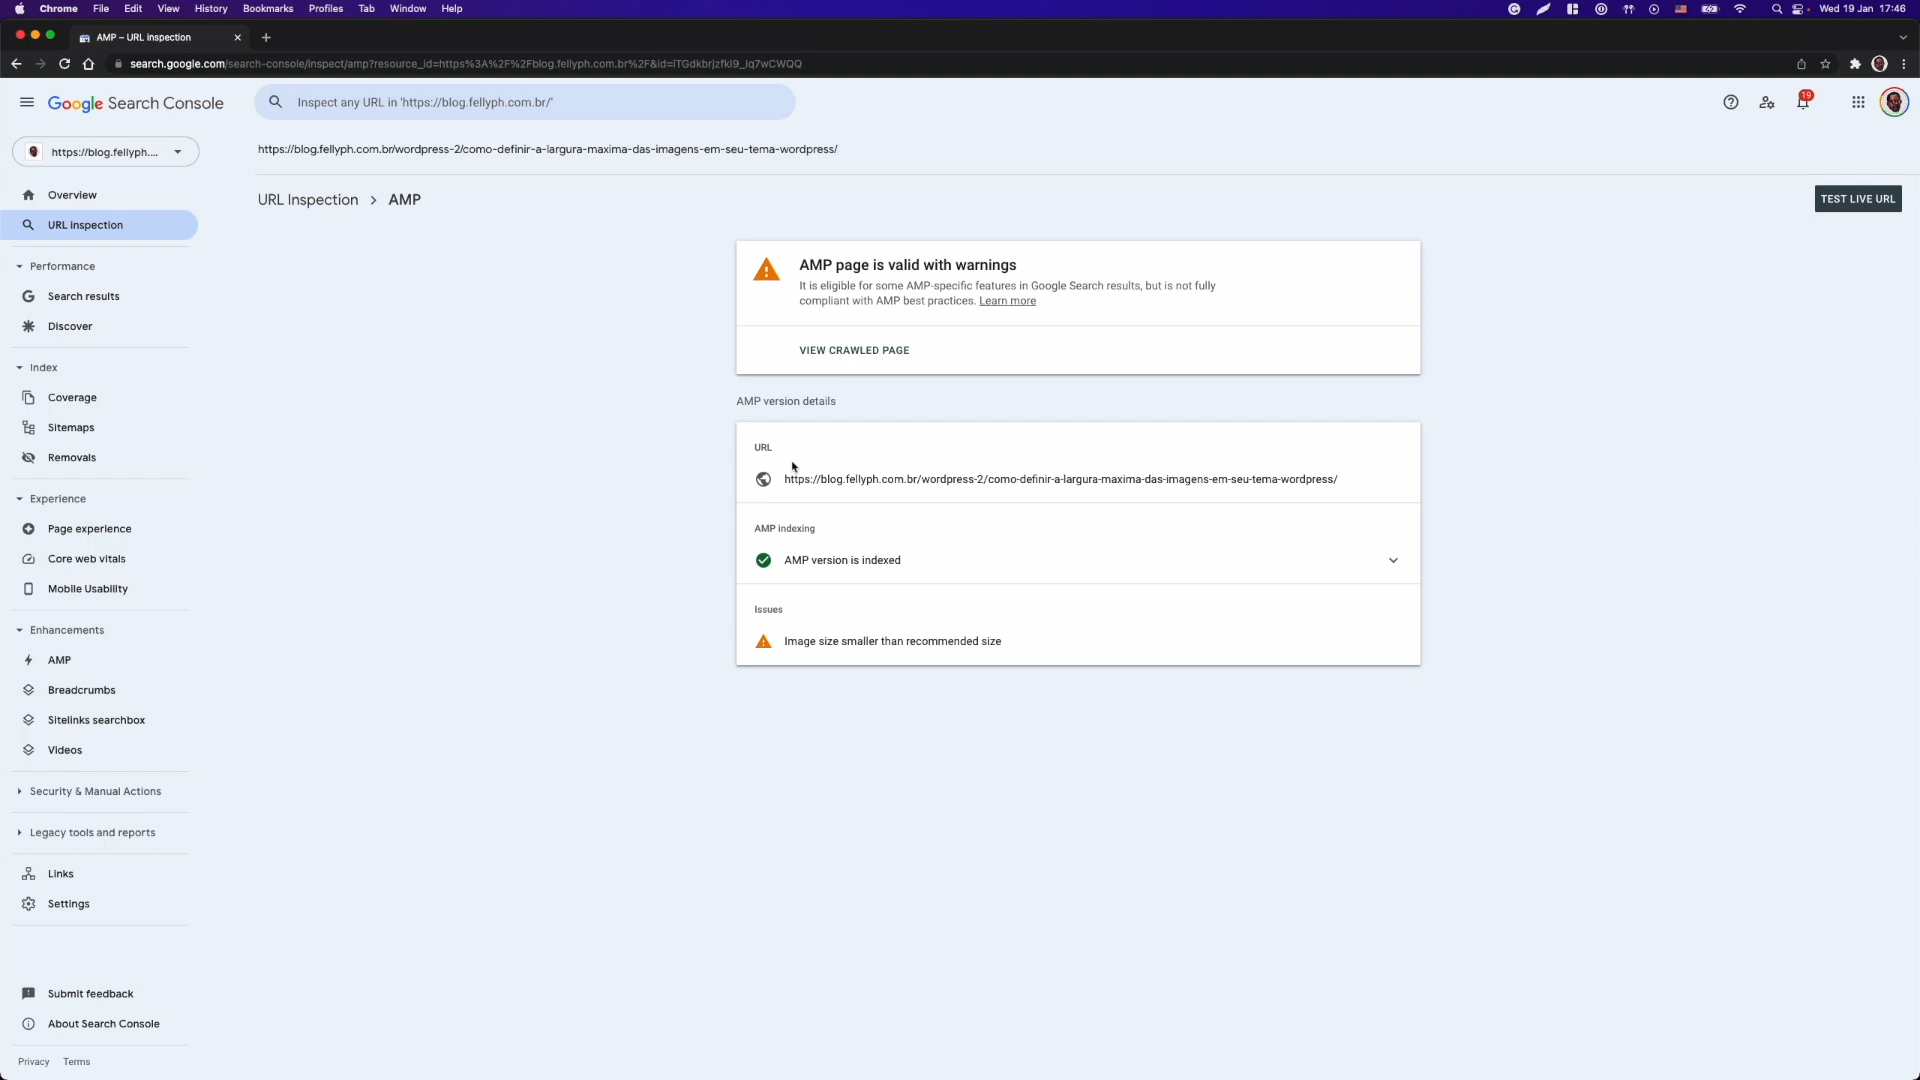 Chrome File Edit View History Bookmarks Profiles Tab Window Help
Wed 19 Jan 17:46
AMP – URL inspection
search.google.com/search-console/inspect/amp?resource_id=https%3A%2F%2Fblog.fellyph.com.br%2F&id=iTGdkbrjzfkl9_lq7wCWQQ
Google Search Console
Inspect any URL in 'https://blog.fellyph.com.br/'
19
https://blog.fellyph....
https://blog.fellyph.com.br/wordpress-2/como-definir-a-largura-maxima-das-imagens-em-seu-tema-wordpress/
URL Inspection > AMP
TEST LIVE URL
Overview
URL inspection
Performance
Search results
Discover
Index
Coverage
Sitemaps
Removals
Experience
Page experience
Core web vitals
Mobile Usability
Enhancements
AMP
Breadcrumbs
Sitelinks searchbox
Videos
Security & Manual Actions
Legacy tools and reports
Links
Settings
Submit feedback
About Search Console
Privacy Terms
AMP page is valid with warnings
It is eligible for some AMP-specific features in Google Search results, but is not fully
compliant with AMP best practices. Learn more
VIEW CRAWLED PAGE
AMP version details
URL
https://blog.fellyph.com.br/wordpress-2/como-definir-a-largura-maxima-das-imagens-em-seu-tema-wordpress/
AMP indexing
AMP version is indexed
Issues
Image size smaller than recommended size